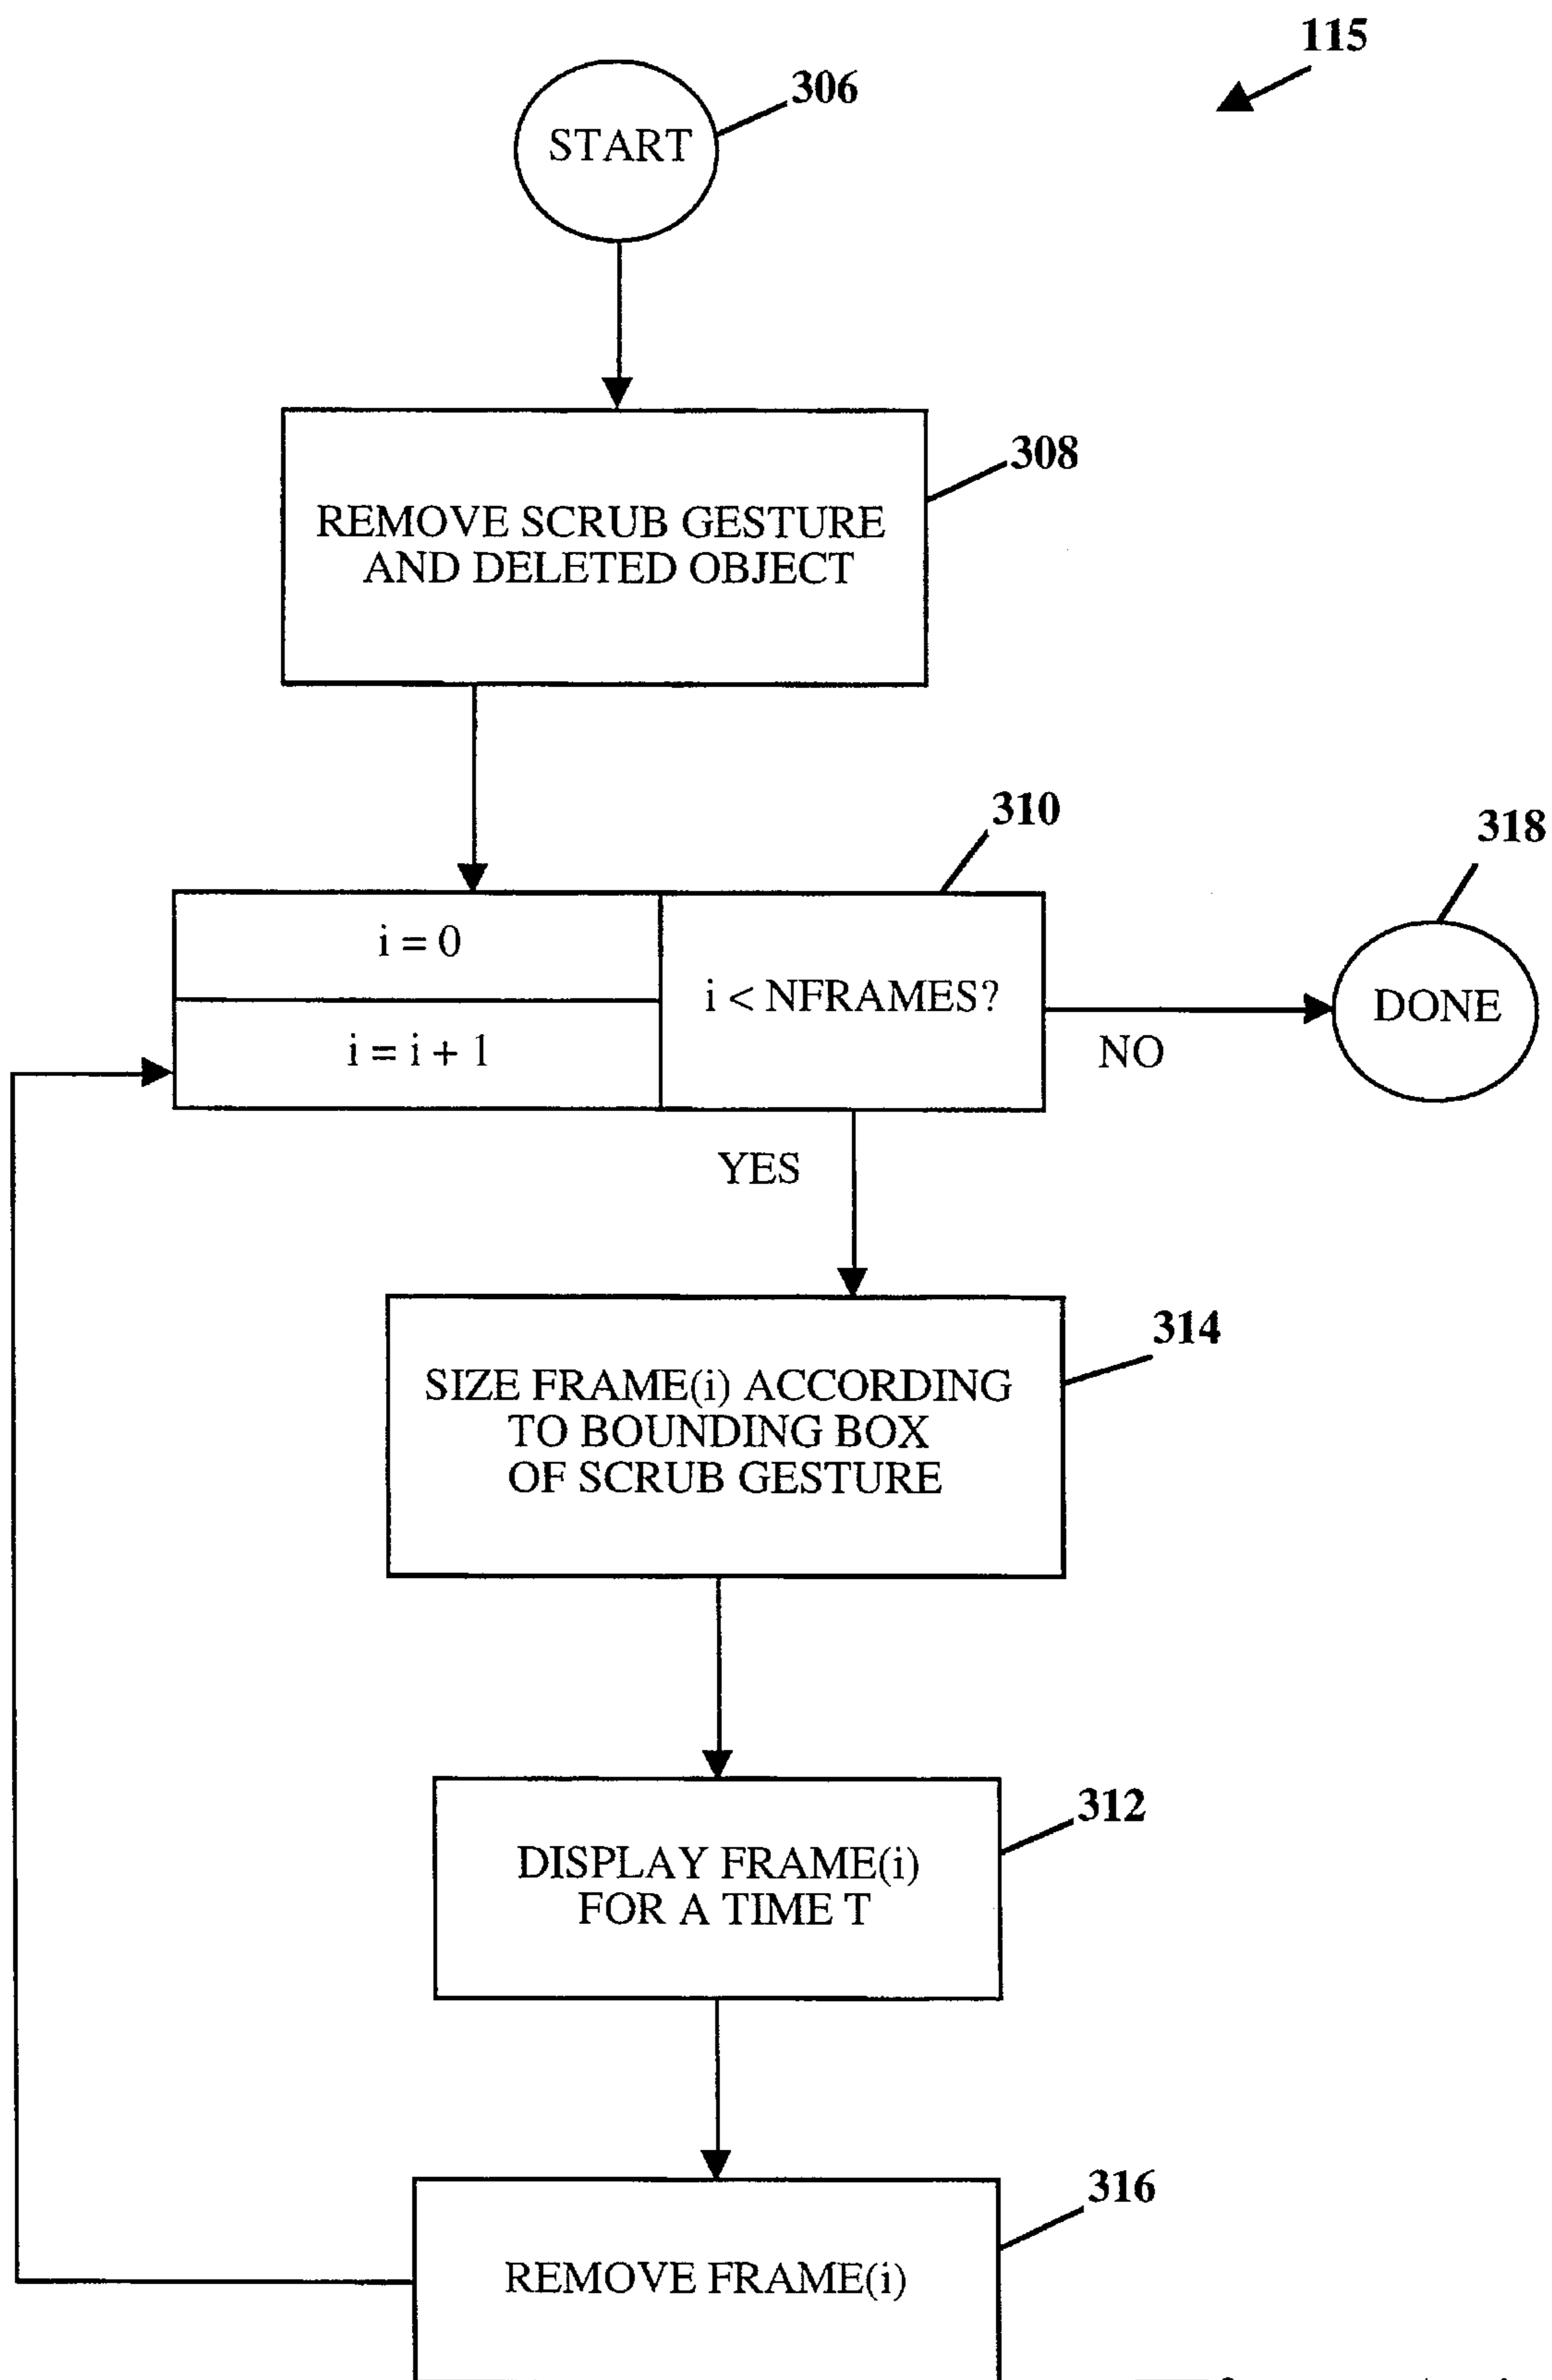 115
306
START
308
REMOVE SCRUB GESTURE
AND DELETED OBJECT
310
318
i = 0
i < NFRAMES?
DONE
i = i + 1
NO
YES
314
SIZE FRAME(i) ACCORDING
TO BOUNDING BOX
OF SCRUB GESTURE
312
DISPLAY FRAME(i)
FOR A TIME T
316
REMOVE FRAME(i)